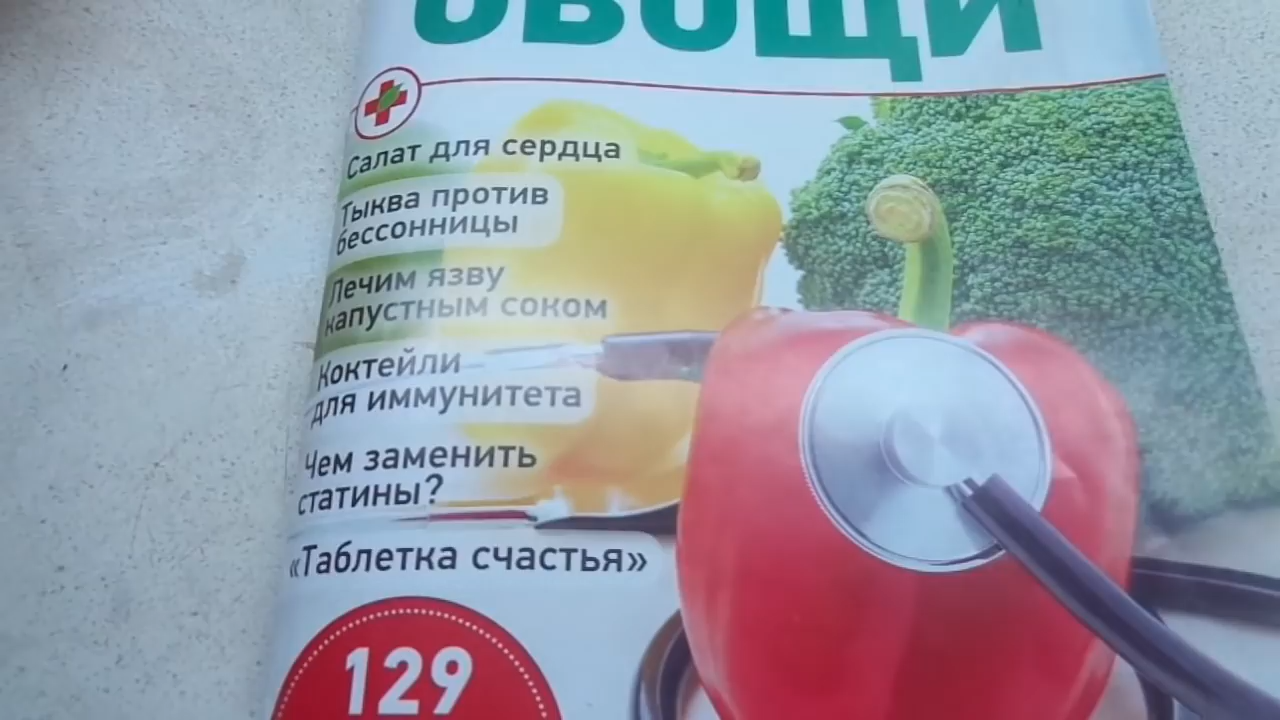 ОВОЩИ
Салат для сердца
Тыква против
бессонницы
Лечим язву
капустным соком
Коктейли
для иммунитета
Чем заменить
статины?
«Таблетка счастья»
129